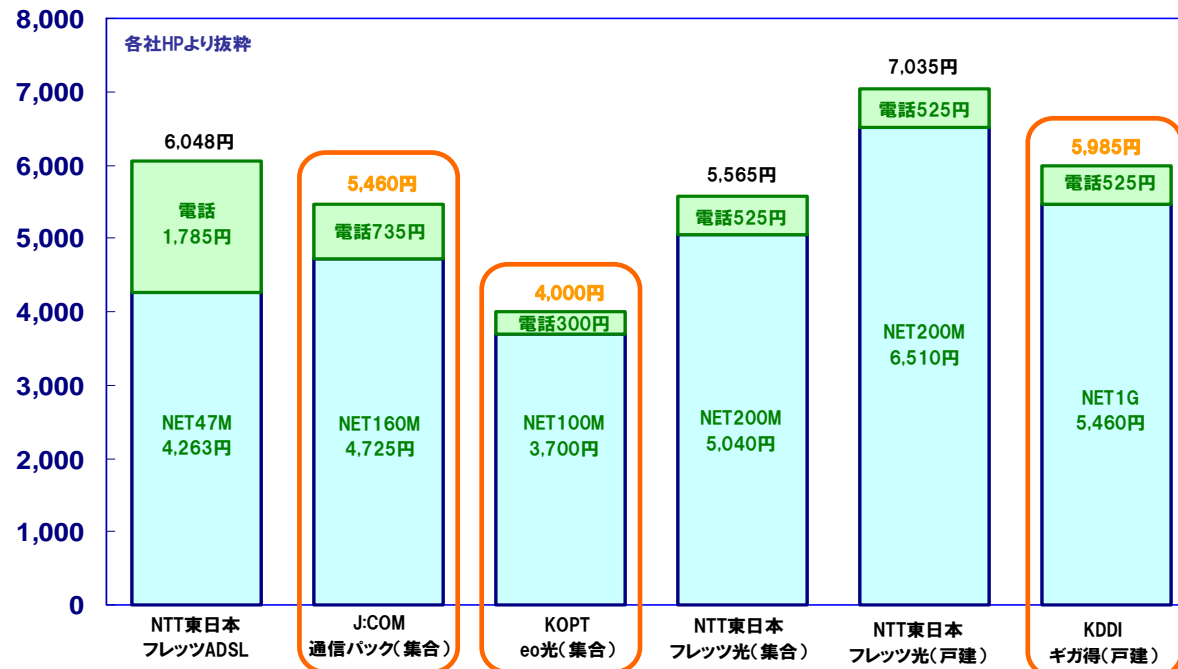 8,000
7,000
6,000
5,000
4,000
3,000
2,000
1,000
0
各社HPより抜粋
6,048円
電話
1,785円
NET47M
4,263円
NTT東日本
フレッツADSL
5,460円
電話735円
NET160M
4,725円
J:COM
通信パック(集合)
4,000円
電話300円
NET100M
3,700円
KOPT
eo光(集合)
5,565円
電話525円
NET200M
5,040円
NTT東日本
フレッツ光(集合)
7,035円
電話525円
NET200M
6,510円
NTT東日本
フレッツ光(戸建)
5,985円
電話525円
NET1G
5,460円
KDDI
ギガ得(戸建)